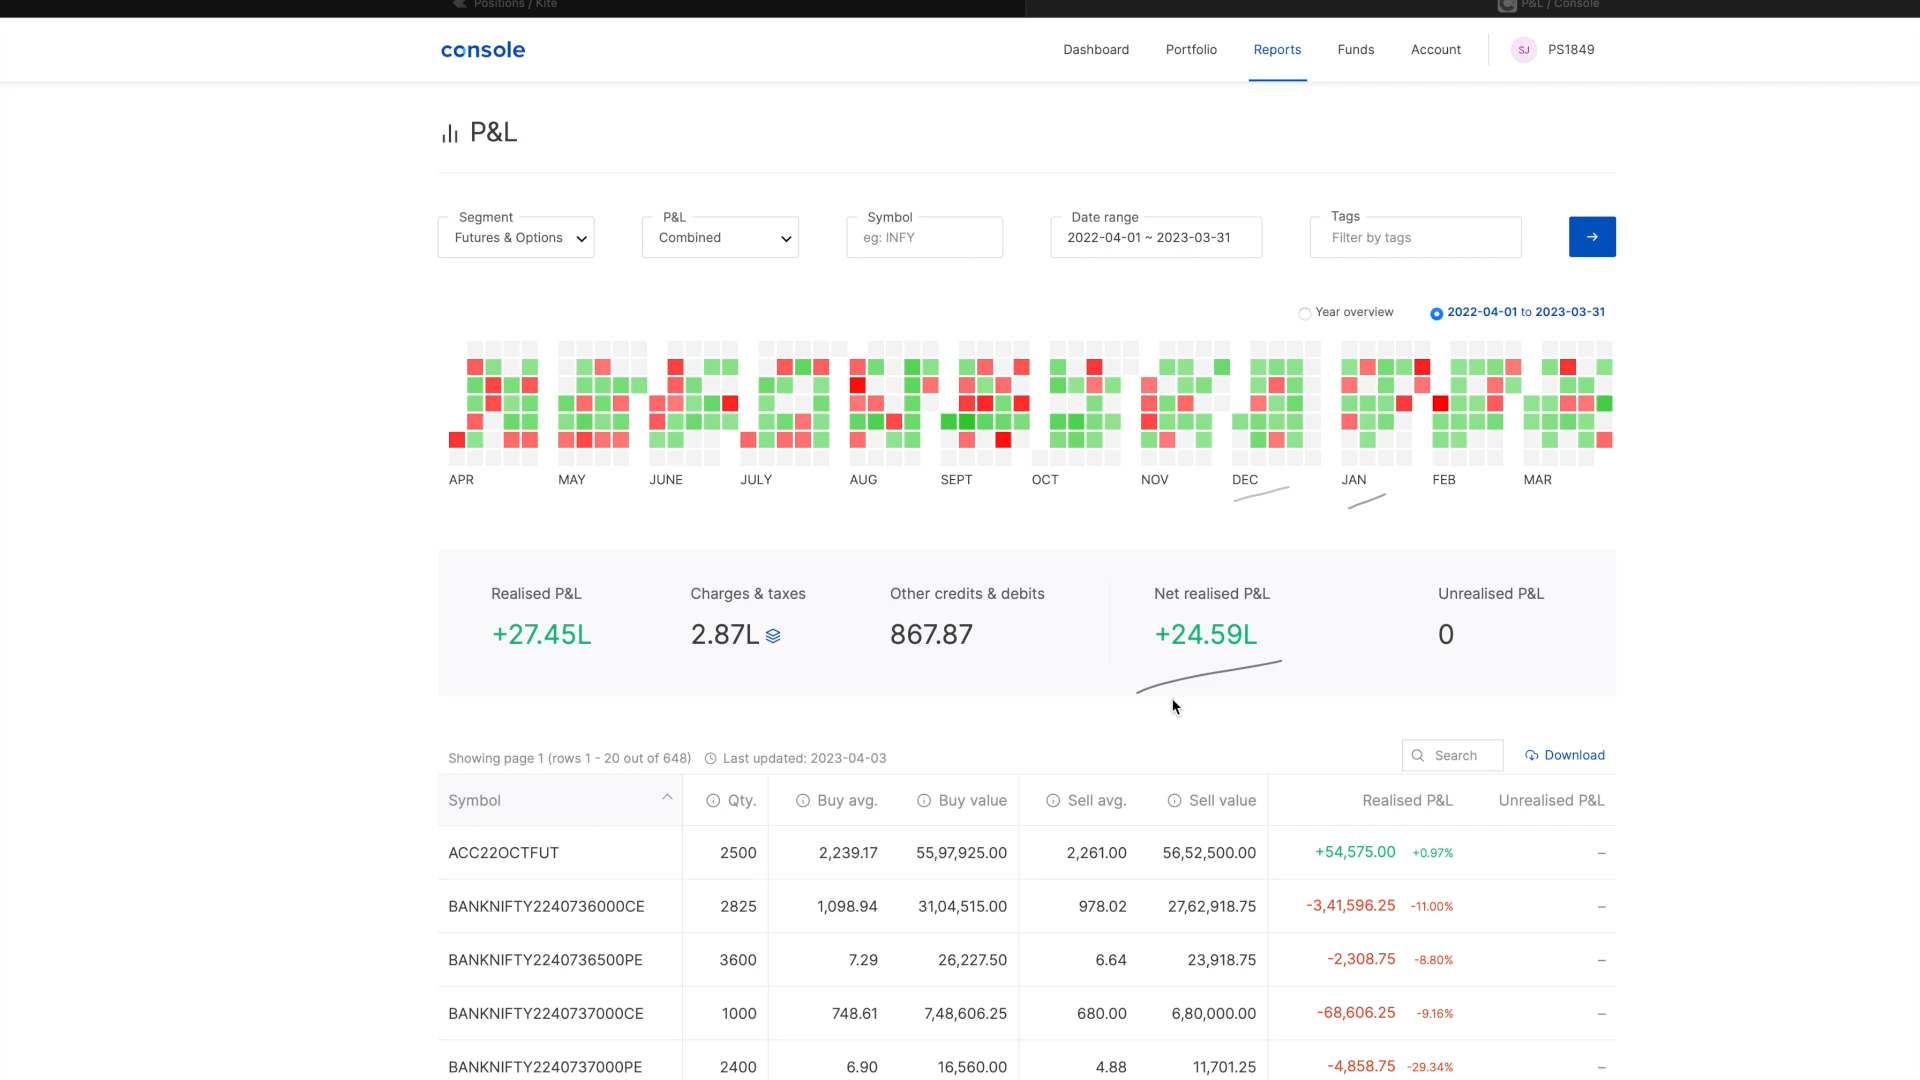 Positions / Kite
P&L / Console
console
Dashboard Portfolio Reports Funds Account SJ PS1849
P&L
Segment P&L Symbol Date range Tags
Futures & Options Combined eg: INFY 2022-04-01 ~ 2023-03-31 Filter by tags
Year overview 2022-04-01 to 2023-03-31
APR MAY JUNE JULY AUG SEPT OCT NOV DEC JAN FEB MAR
Realised P&L Charges & taxes Other credits & debits Net realised P&L Unrealised P&L
+27.45L 2.87L 867.87 +24.59L 0
Showing page 1 (rows 1 - 20 out of 648) Last updated: 2023-04-03 Search Download
Symbol Qty. Buy avg. Buy value Sell avg. Sell value Realised P&L Unrealised P&L
ACC22OCTFUT 2500 2,239.17 55,97,925.00 2,261.00 56,52,500.00 +54,575.00 +0.97% –
BANKNIFTY2240736000CE 2825 1,098.94 31,04,515.00 978.02 27,62,918.75 -3,41,596.25 -11.00% –
BANKNIFTY2240736500PE 3600 7.29 26,227.50 6.64 23,918.75 -2,308.75 -8.80% –
BANKNIFTY2240737000CE 1000 748.61 7,48,606.25 680.00 6,80,000.00 -68,606.25 -9.16% –
BANKNIFTY2240737000PE 2400 6.90 16,560.00 4.88 11,701.25 -4,858.75 -29.34% –